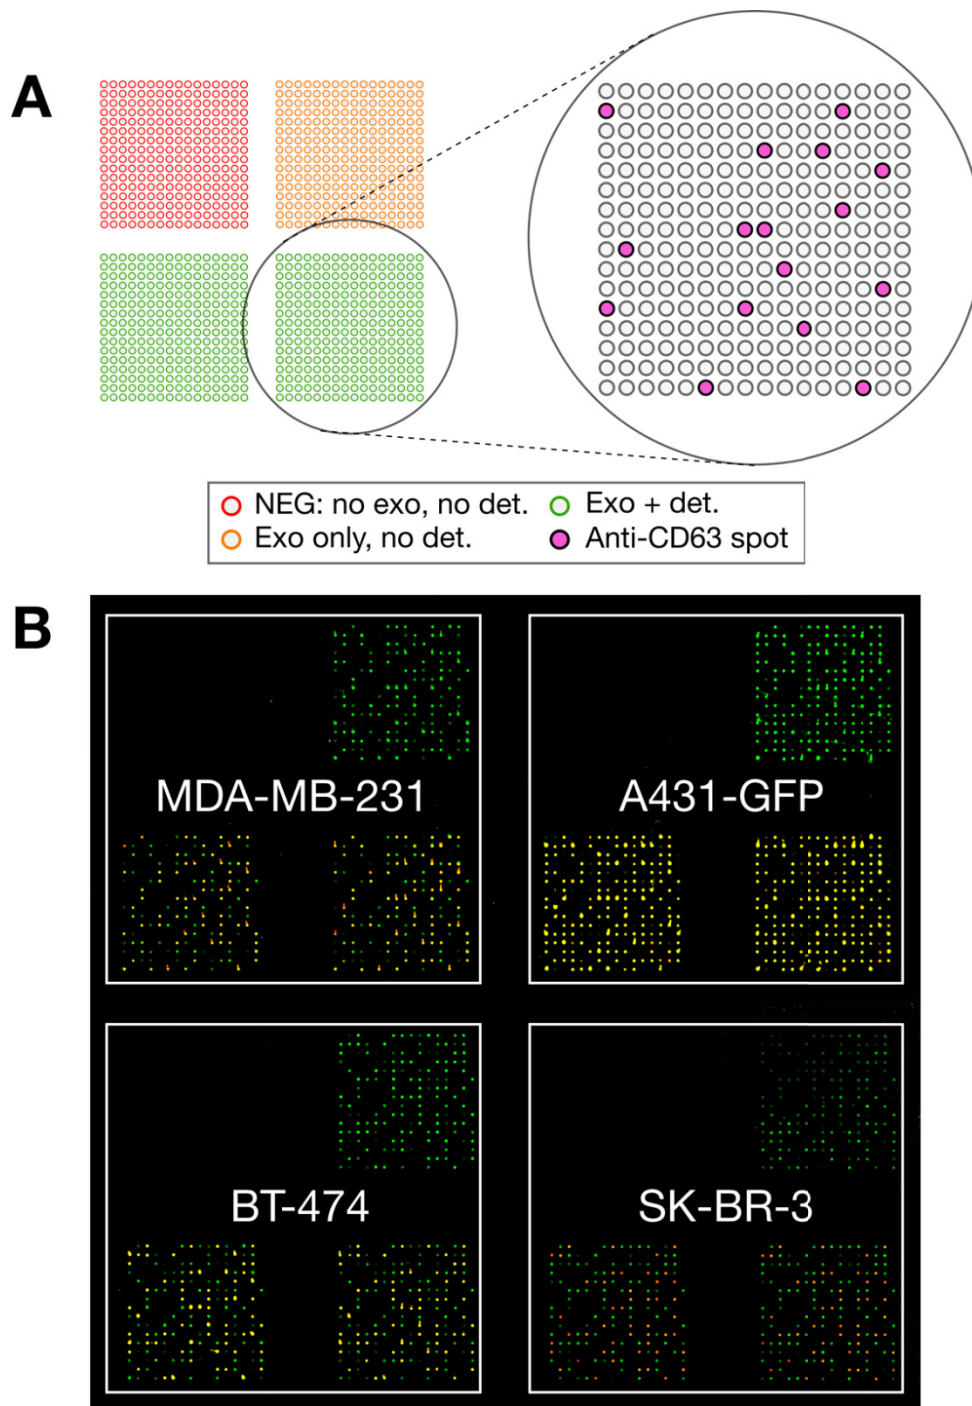 A
NEG: no exo, no det.
Exo + det.
Exo only, no det.
Anti-CD63 spot
B
MDA-MB-231
A431-GFP
BT-474
SK-BR-3